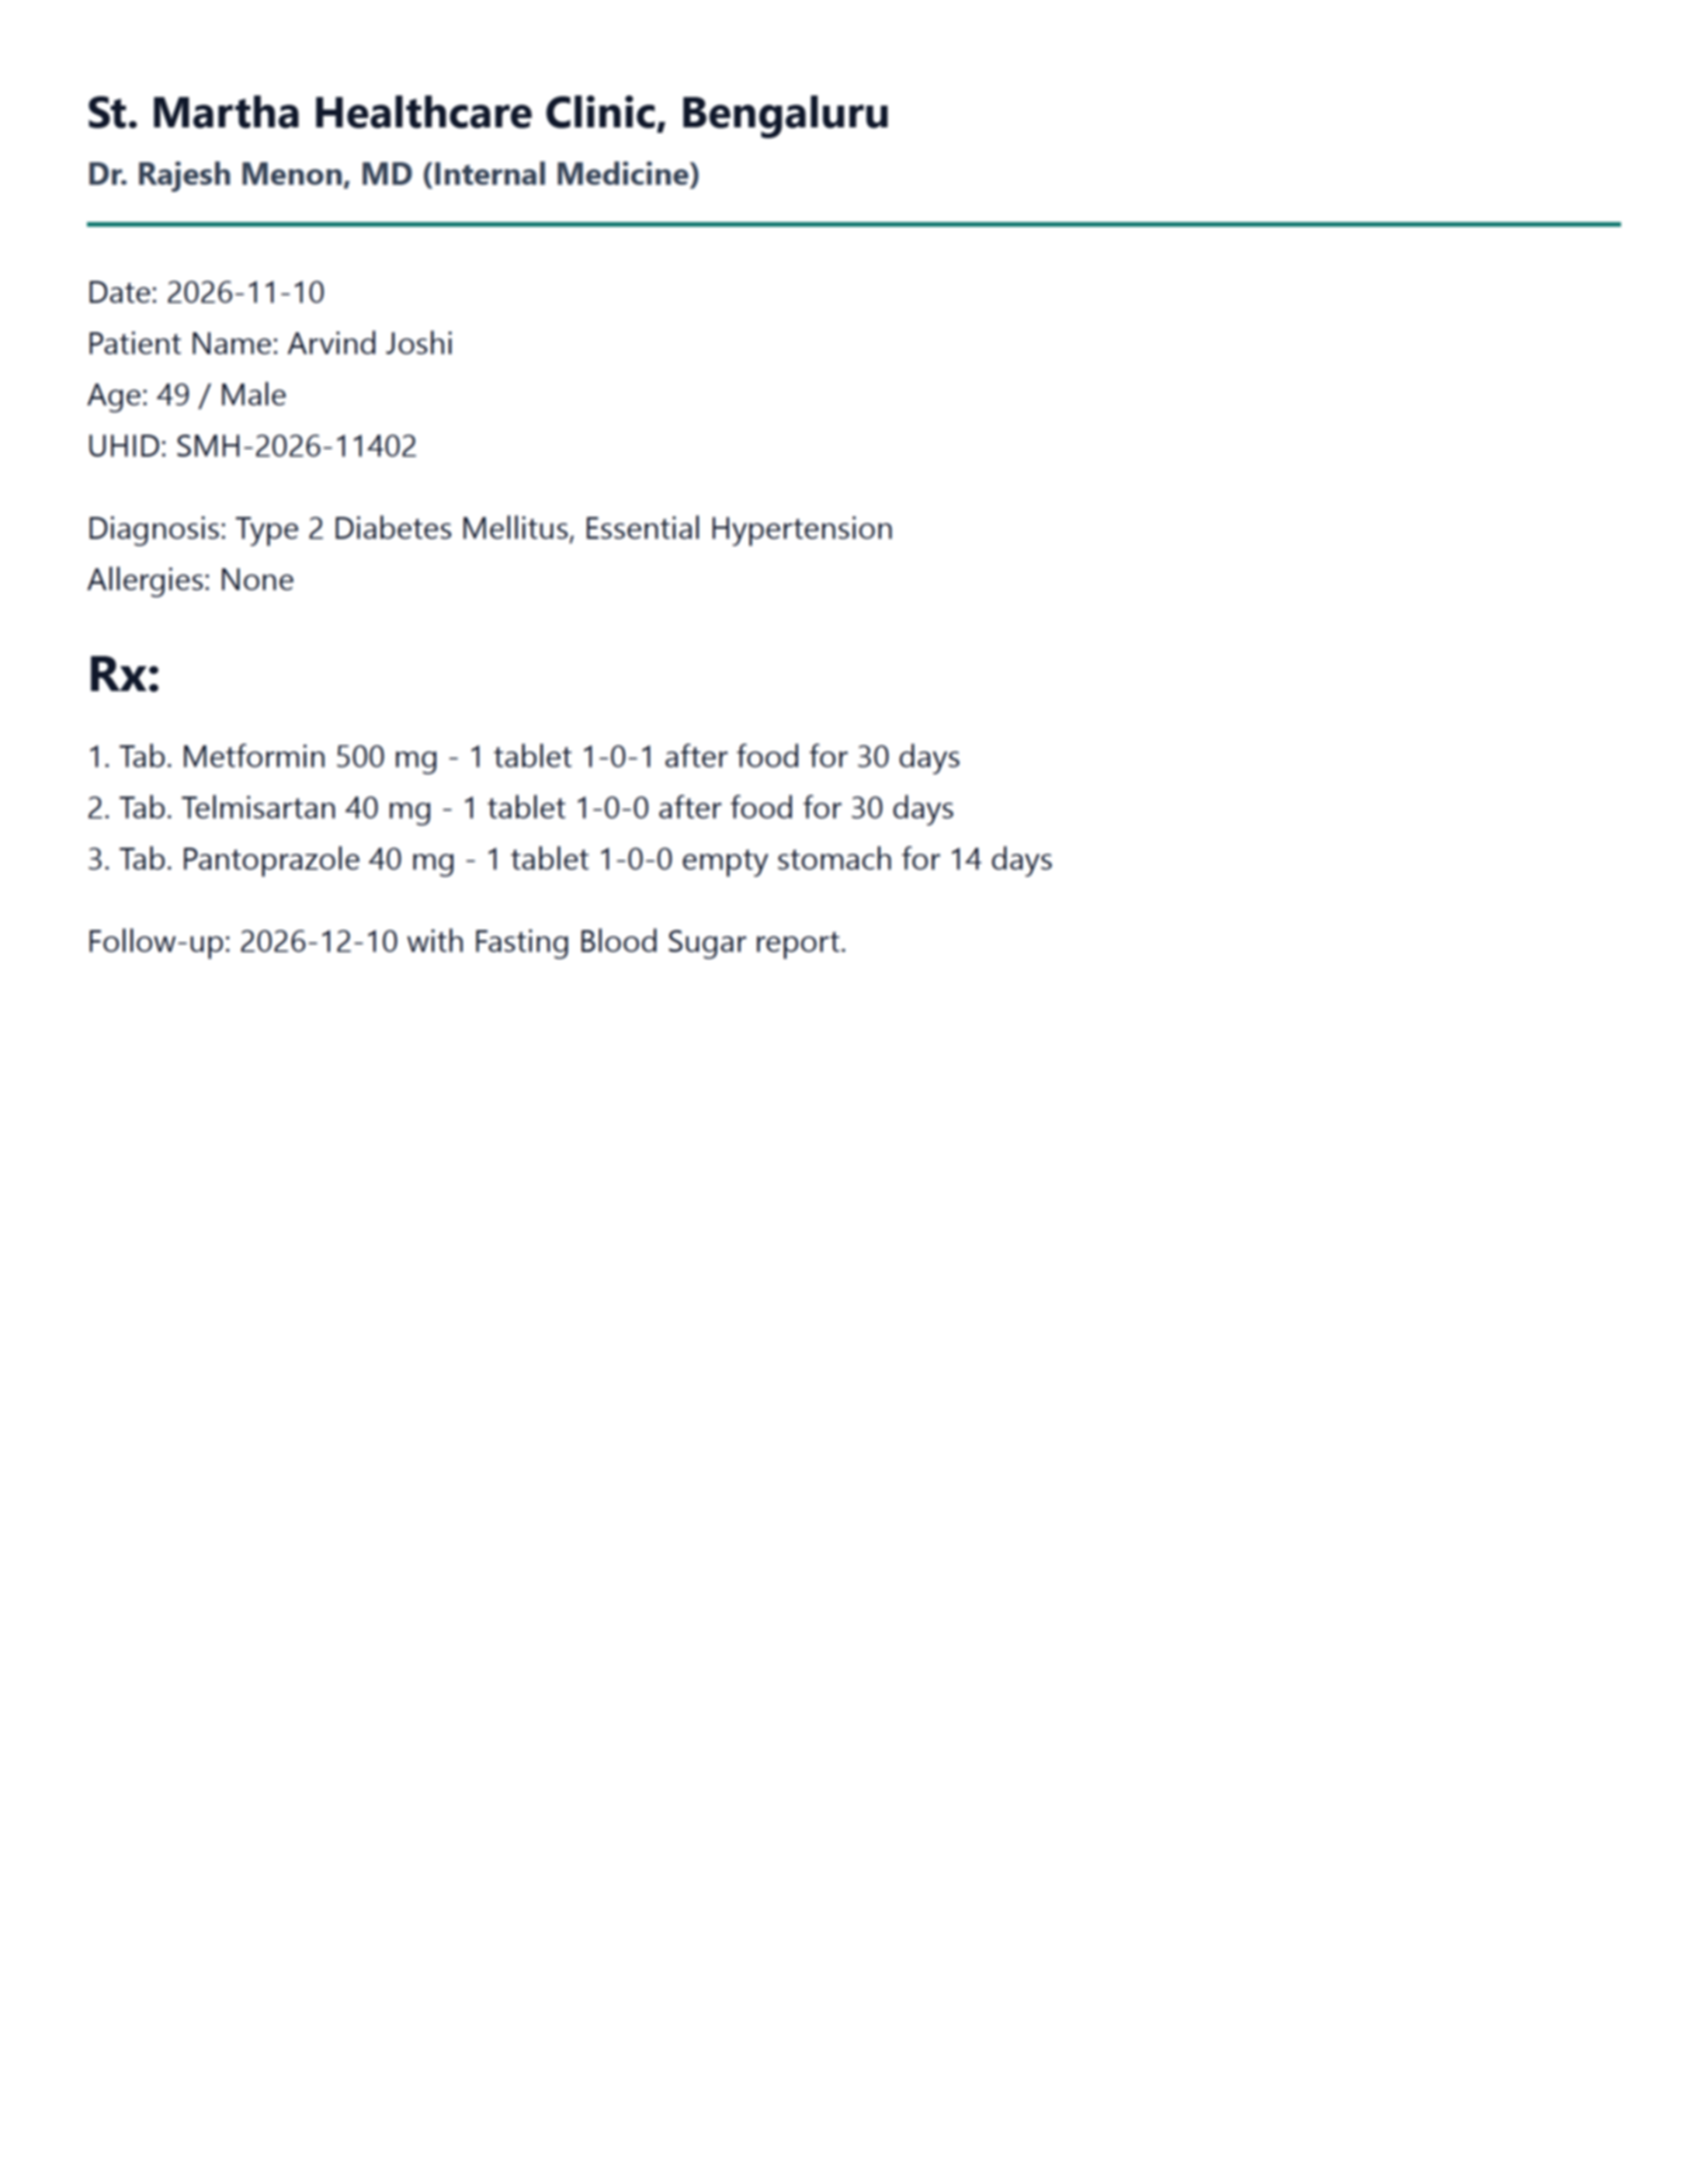 St. Martha Healthcare Clinic, Bengaluru
Dr. Rajesh Menon, MD (Internal Medicine)
Date: 2026-11-10
Patient Name: Arvind Joshi
Age: 49 / Male
UHID: SMH-2026-11402
Diagnosis: Type 2 Diabetes Mellitus, Essential Hypertension
Allergies: None
Rx:
1. Tab. Metformin 500 mg - 1 tablet 1-0-1 after food for 30 days
2. Tab. Telmisartan 40 mg - 1 tablet 1-0-0 after food for 30 days
3. Tab. Pantoprazole 40 mg - 1 tablet 1-0-0 empty stomach for 14 days
Follow-up: 2026-12-10 with Fasting Blood Sugar report.